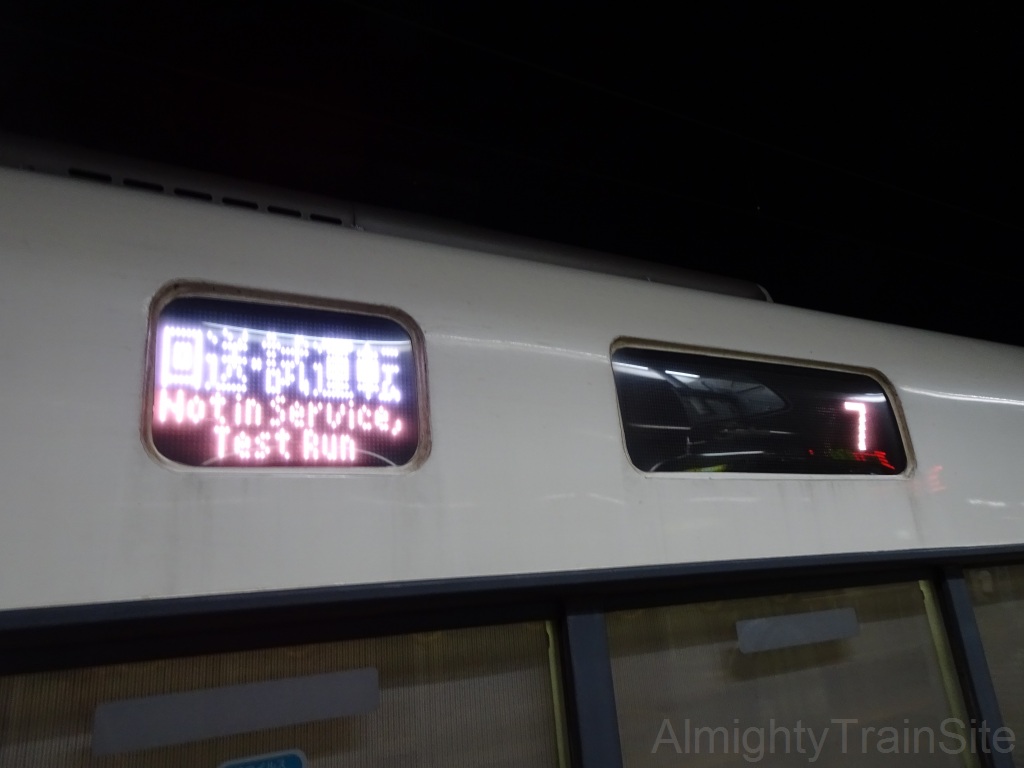 回送・試運転
Not in Service,
Test Run
7
AlmightyTrainSite